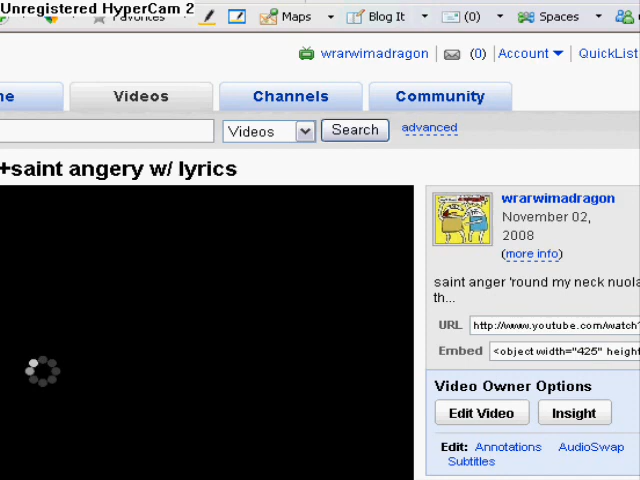 Unregistered HyperCam 2
Maps
Blog It
(0)
Spaces
wrarwimadragon
(0)
Account
QuickList
me
Videos
Channels
Community
Videos
Search
advanced
+saint angery w/ lyrics
wrarwimadragon
November 02,
2008
(more info)
saint anger 'round my neck nuola
th...
URL http://www.youtube.com/watch?
Embed <object width="425" height
Video Owner Options
Edit Video
Insight
Edit: Annotations AudioSwap
Subtitles